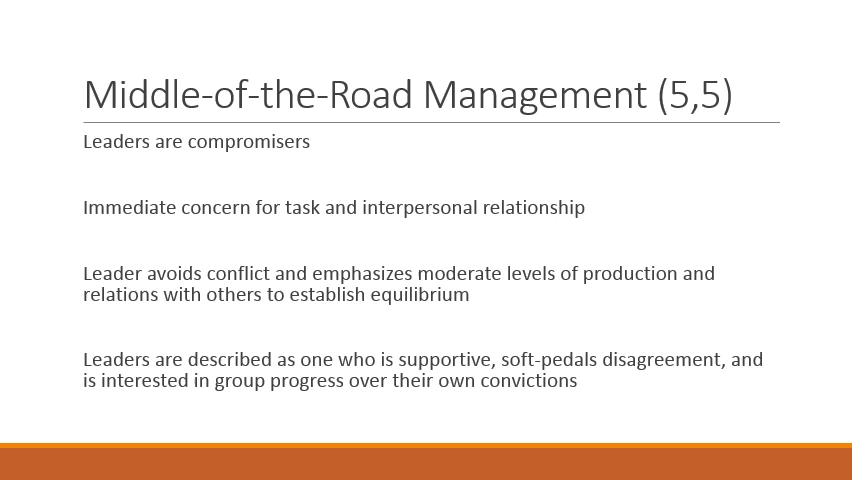 Middle-of-the-Road Management (5,5)
Leaders are compromisers
Immediate concern for task and interpersonal relationship
Leader avoids conflict and emphasizes moderate levels of production and
relations with others to establish equilibrium
Leaders are described as one who is supportive, soft-pedals disagreement, and
is interested in group progress over their own convictions